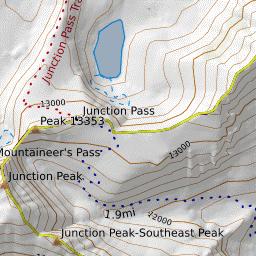 Junction Pass Tra
13000
Junction Pass
Peak 13353
13000
Mountaineer's Pass
Junction Peak
1.9mi
12000
Junction Peak-Southeast Peak